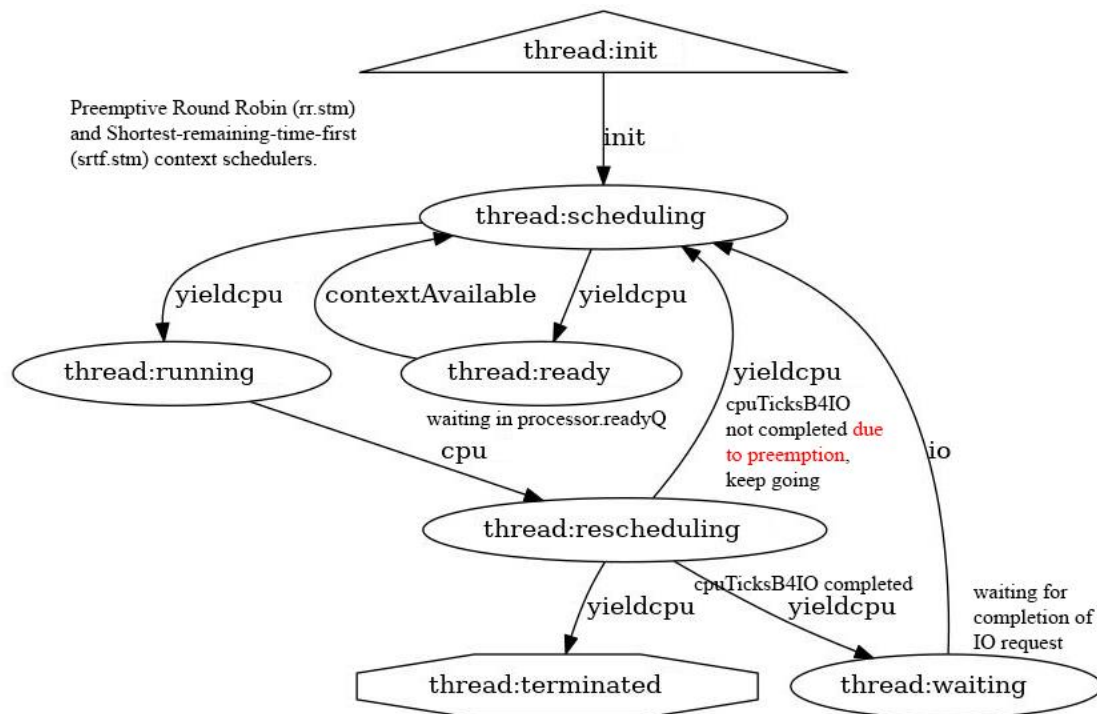 thread:init
Preemptive Round Robin (rr.stm)
and Shortest-remaining-time-first
(srtf.stm) context schedulers.
init
thread:scheduling
yieldcpu
contextAvailable
yieldcpu
thread:running
thread:ready
yieldcpu
waiting in processor.readyQ
cpuTicksB4IO
not completed due
to preemption,
keep going
cpu
io
thread:rescheduling
cpuTicksB4IO completed
yieldcpu
yieldcpu
waiting for
completion of
IO request
thread:terminated
thread:waiting